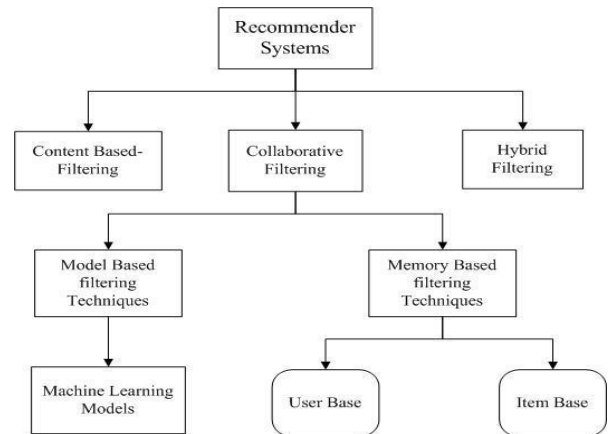 Recommender
Systems
Content Based-
Filtering
Collaborative
Filtering
Hybrid
Filtering
Model Based
filtering
Techniques
Memory Based
filtering
Techniques
Machine Learning
Models
User Base
Item Base